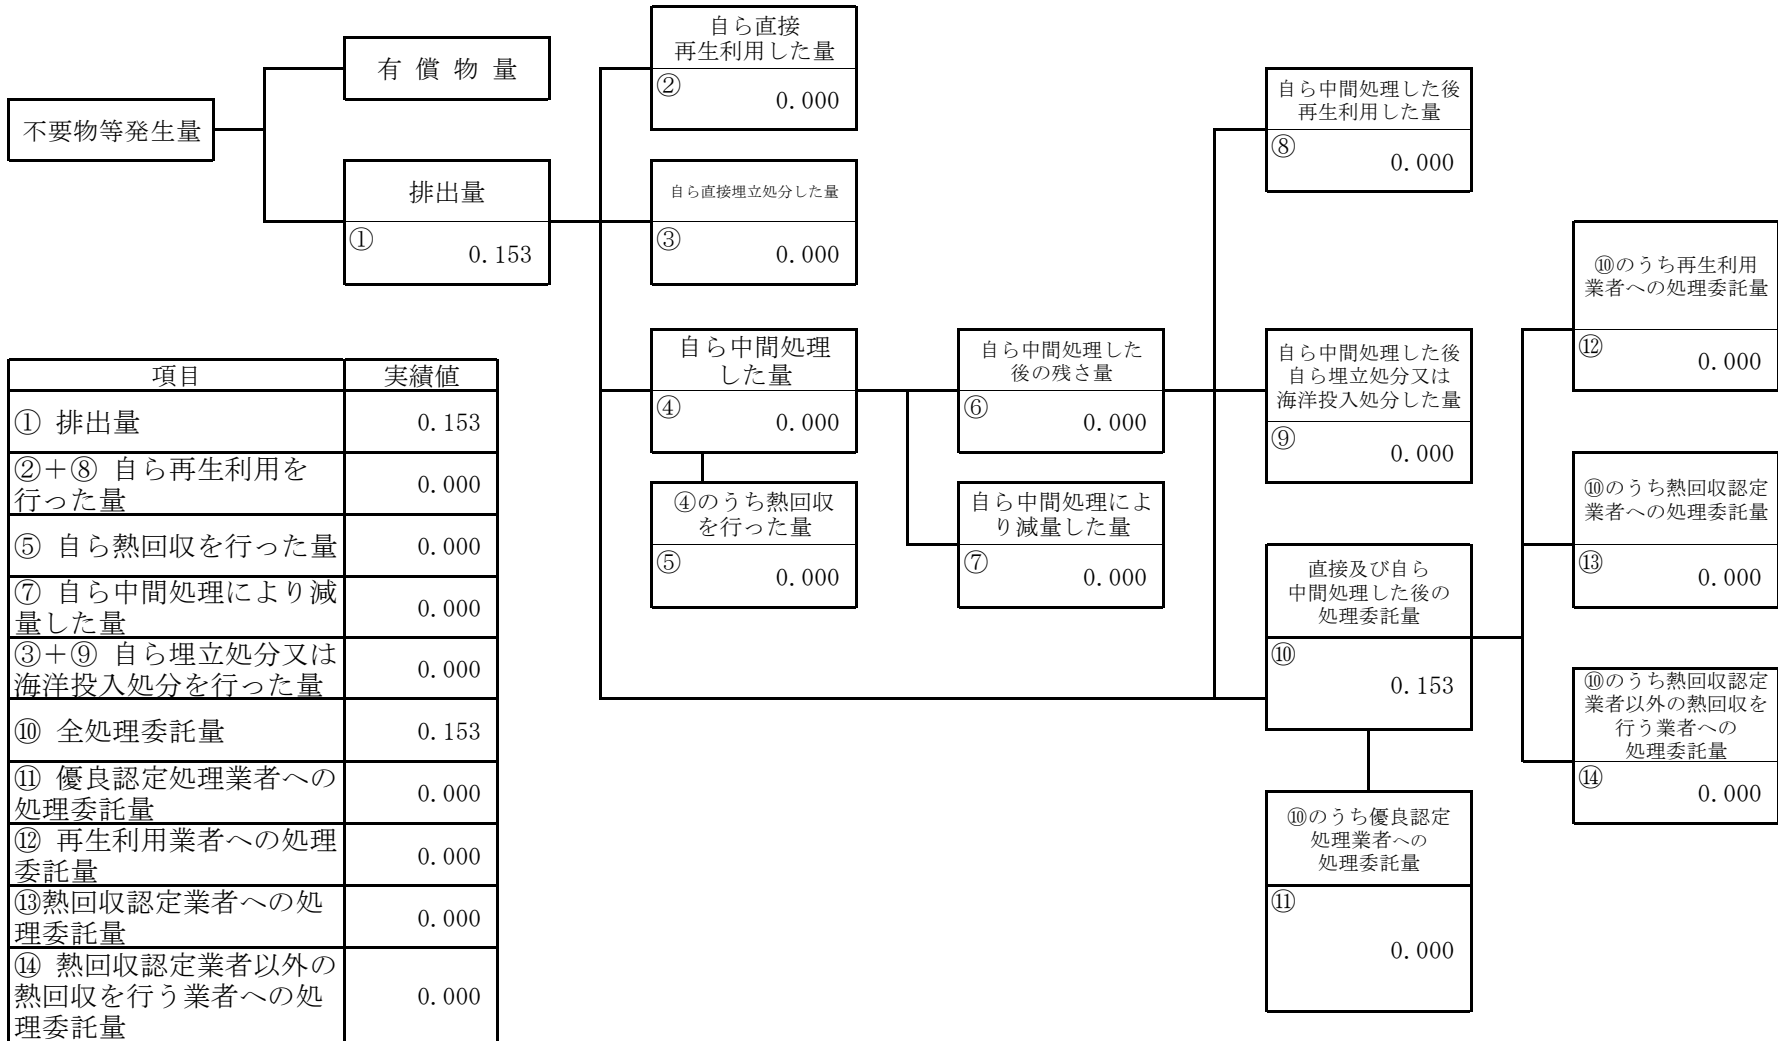 不要物等発生量
有 償 物 量
排出量
①
0.153
自ら直接
再生利用した量
②
0.000
自ら直接埋立処分した量
③
0.000
自ら中間処理
した量
④
0.000
④のうち熱回収
を行った量
⑤
0.000
自ら中間処理した
後の残さ量
⑥
0.000
自ら中間処理によ
り減量した量
⑦
0.000
自ら中間処理した後
再生利用した量
⑧
0.000
自ら中間処理した後
自ら埋立処分又は
海洋投入処分した量
⑨
0.000
直接及び自ら
中間処理した後の
処理委託量
⑩
0.153
⑩のうち優良認定
処理業者への
処理委託量
⑪
0.000
⑩のうち再生利用
業者への処理委託量
⑫
0.000
⑩のうち熱回収認定
業者への処理委託量
⑬
0.000
⑩のうち熱回収認定
業者以外の熱回収を
行う業者への
処理委託量
⑭
0.000
項目 実績値
① 排出量 0.153
②+⑧ 自ら再生利用を
行った量 0.000
⑤ 自ら熱回収を行った量 0.000
⑦ 自ら中間処理により減
量した量 0.000
③+⑨ 自ら埋立処分又は
海洋投入処分を行った量 0.000
⑩ 全処理委託量 0.153
⑪ 優良認定処理業者への
処理委託量 0.000
⑫ 再生利用業者への処理
委託量 0.000
⑬熱回収認定業者への処
理委託量 0.000
⑭ 熱回収認定業者以外の
熱回収を行う業者への処
理委託量 0.000